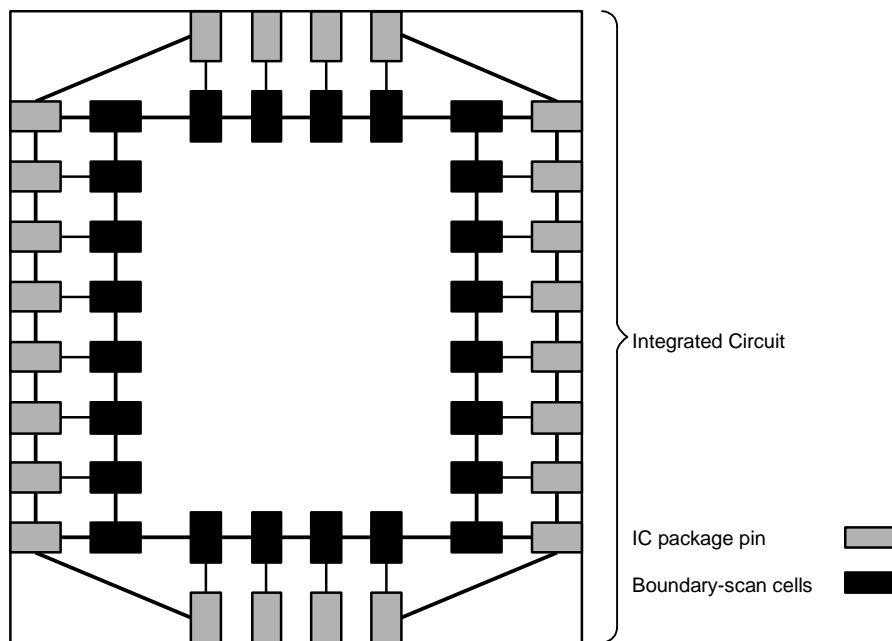 Integrated Circuit
IC package pin
Boundary-scan cells